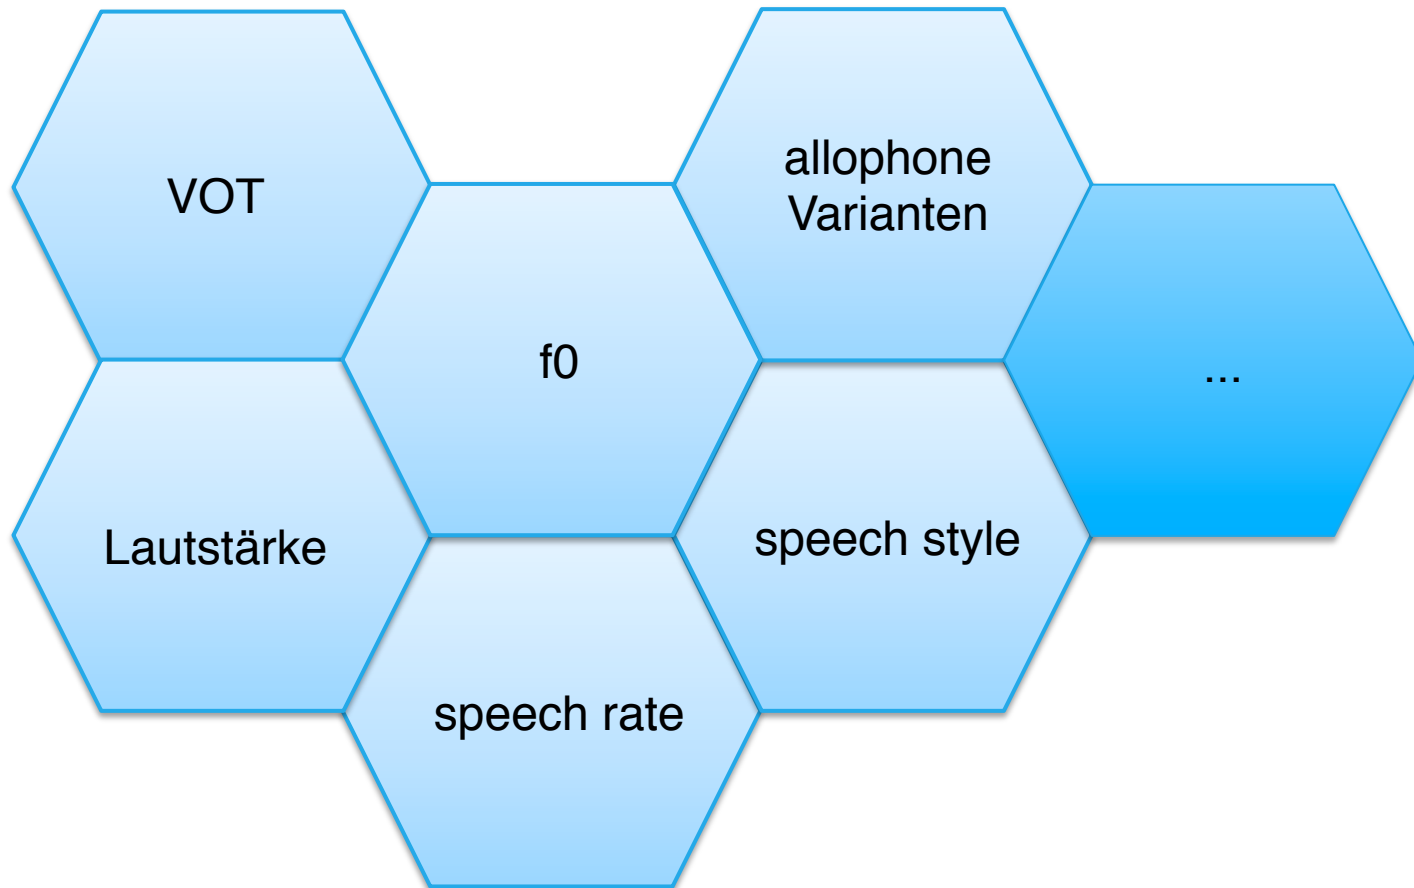 VOT
allophone
Varianten
f0
...
Lautstärke
speech style
speech rate